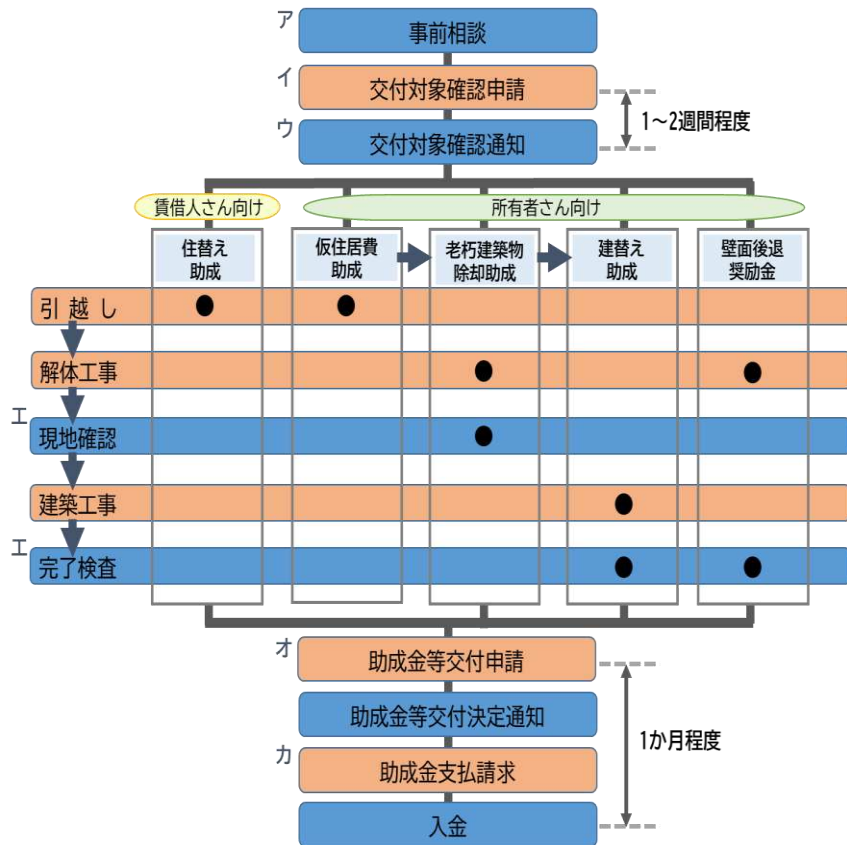 ア
事前相談
イ
交付対象確認申請
1～2週間程度
ウ
交付対象確認通知
賃借人さん向け
所有者さん向け
住替え
助成
仮住居費
助成
老朽建築物
除却助成
建替え
助成
壁面後退
奨励金
引越し
解体工事
エ
現地確認
建築工事
エ
完了検査
オ
助成金等交付申請
助成金等交付決定通知
1か月程度
カ
助成金支払請求
入金